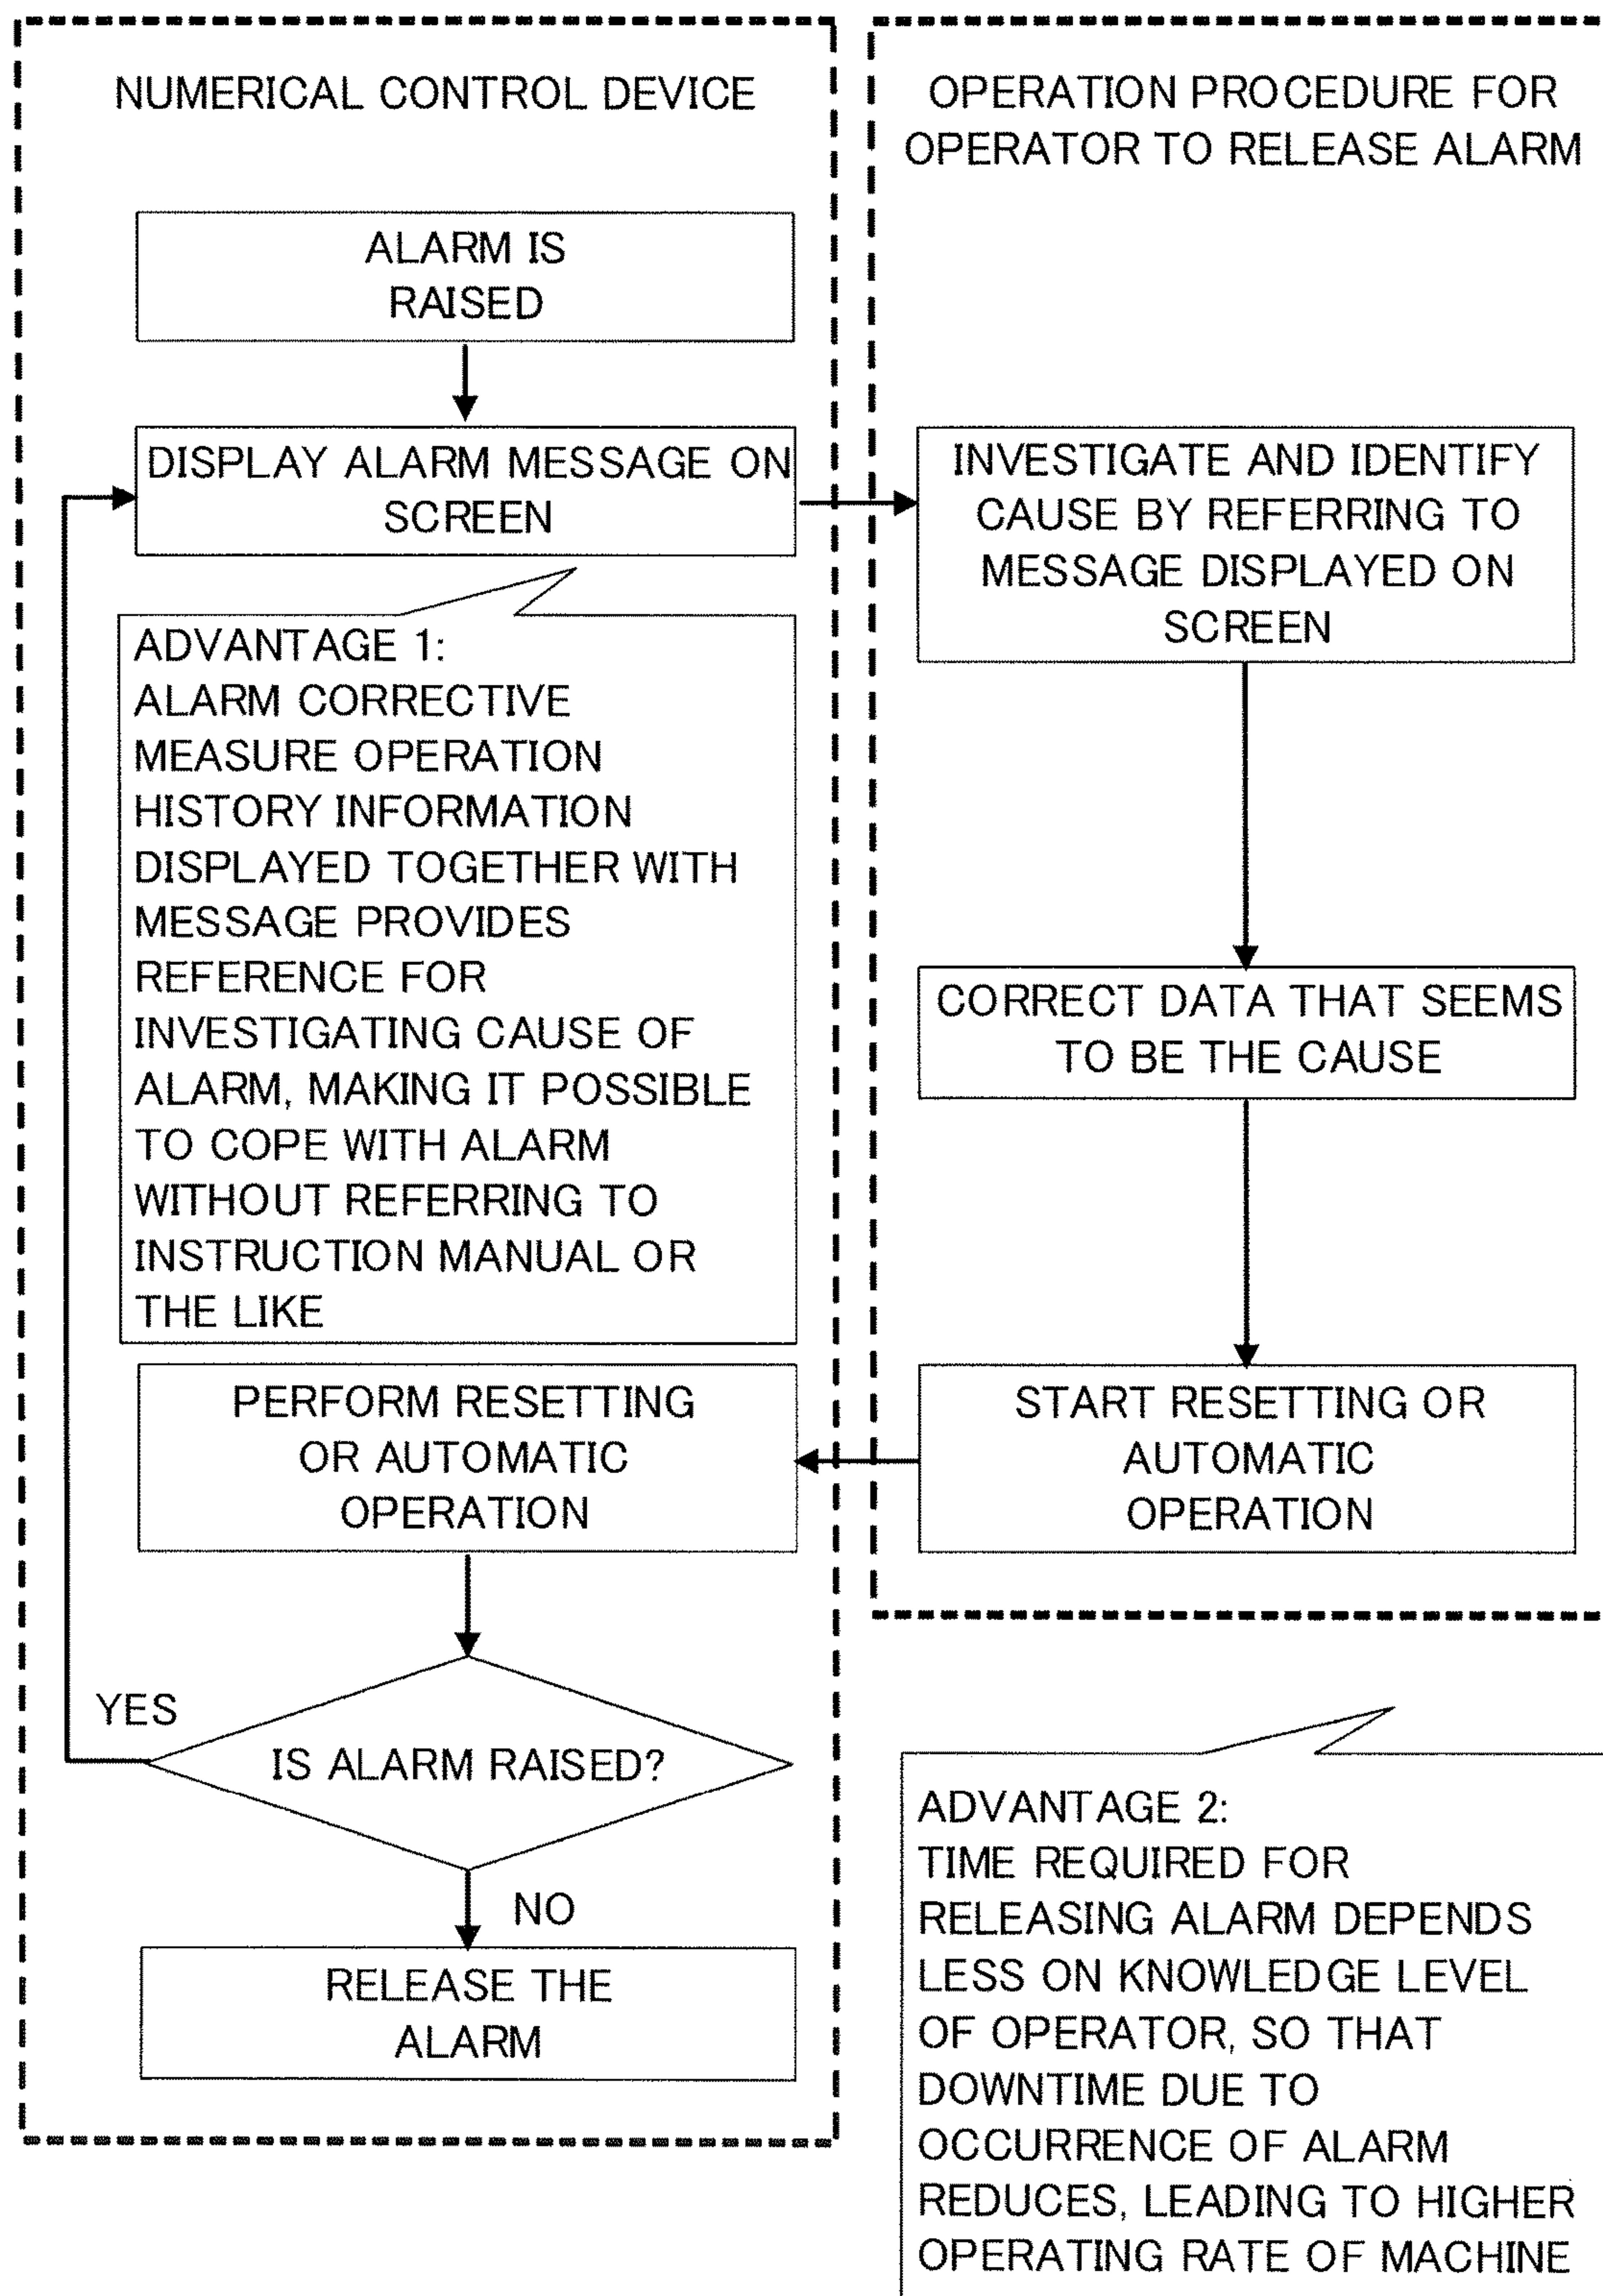 NUMERICAL CONTROL DEVICE
ALARM IS
RAISED
DISPLAY ALARM MESSAGE ON
SCREEN
ADVANTAGE 1:
ALARM CORRECTIVE
MEASURE OPERATION
HISTORY INFORMATION
DISPLAYED TOGETHER WITH
MESSAGE PROVIDES
REFERENCE FOR
INVESTIGATING CAUSE OF
ALARM, MAKING IT POSSIBLE
TO COPE WITH ALARM
WITHOUT REFERRING TO
INSTRUCTION MANUAL OR
THE LIKE
PERFORM RESETTING
OR AUTOMATIC
OPERATION
YES
IS ALARM RAISED?
NO
RELEASE THE
ALARM
OPERATION PROCEDURE FOR
OPERATOR TO RELEASE ALARM
INVESTIGATE AND IDENTIFY
CAUSE BY REFERRING TO
MESSAGE DISPLAYED ON
SCREEN
CORRECT DATA THAT SEEMS
TO BE THE CAUSE
START RESETTING OR
AUTOMATIC
OPERATION
ADVANTAGE 2:
TIME REQUIRED FOR
RELEASING ALARM DEPENDS
LESS ON KNOWLEDGE LEVEL
OF OPERATOR, SO THAT
DOWNTIME DUE TO
OCCURRENCE OF ALARM
REDUCES, LEADING TO HIGHER
OPERATING RATE OF MACHINE